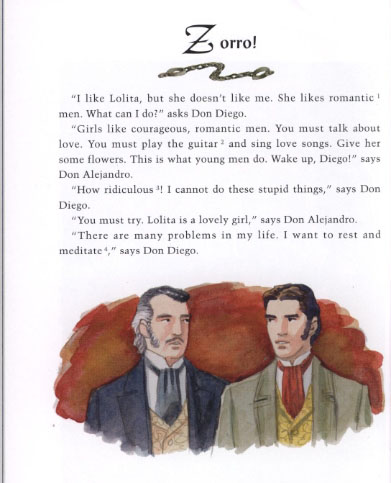 Zorro!
“I like Lolita, but she doesn’t like me. She likes romantic ¹
men. What can I do?” asks Don Diego.
“Girls like courageous, romantic men. You must talk about
love. You must play the guitar ² and sing love songs. Give her
some flowers. This is what young men do. Wake up, Diego!” says
Don Alejandro.
“How ridiculous ³! I cannot do these stupid things,” says Don
Diego.
“You must try. Lolita is a lovely girl,” says Don Alejandro.
“There are many problems in my life. I want to rest and
meditate ⁴,” says Don Diego.